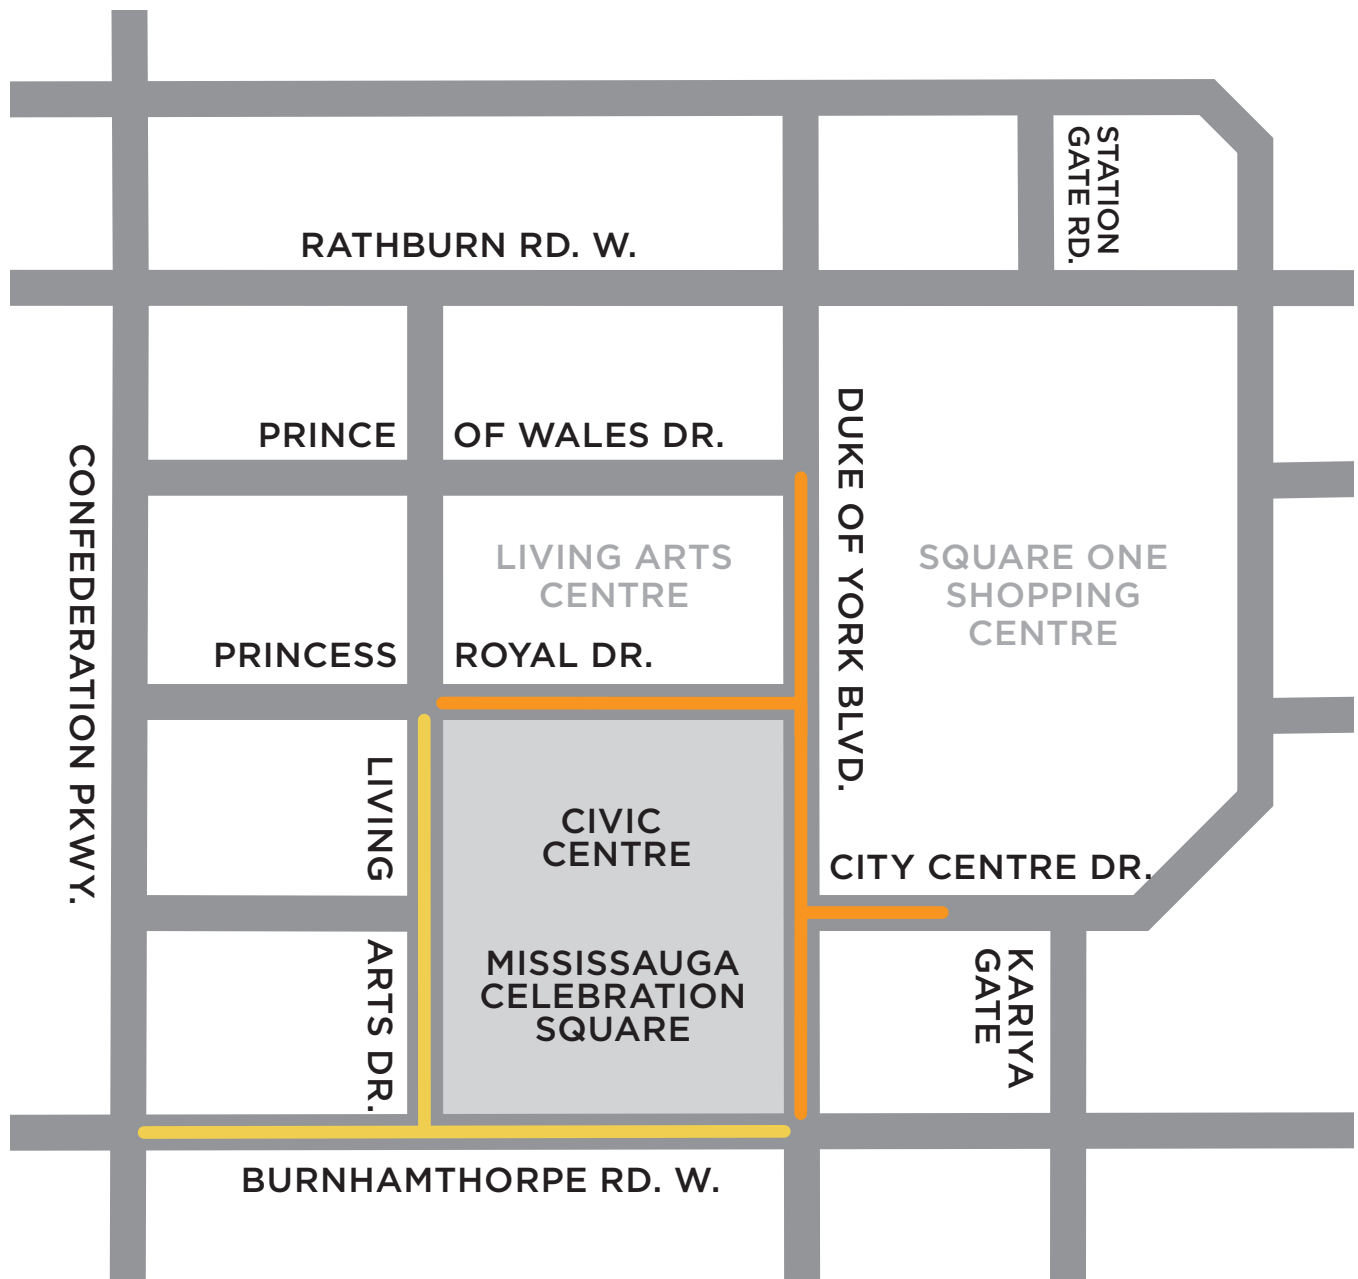 STATION
GATE RD.
RATHBURN RD. W.
PRINCE OF WALES DR.
CONFEDERATION PKWY.
DUKE OF YORK BLVD.
LIVING ARTS
CENTRE
SQUARE ONE
SHOPPING
CENTRE
PRINCESS ROYAL DR.
LIVING ARTS DR.
CIVIC
CENTRE
CITY CENTRE DR.
MISSISSAUGA
CELEBRATION
SQUARE
KARIYA
GATE
BURNHAMTHORPE RD. W.